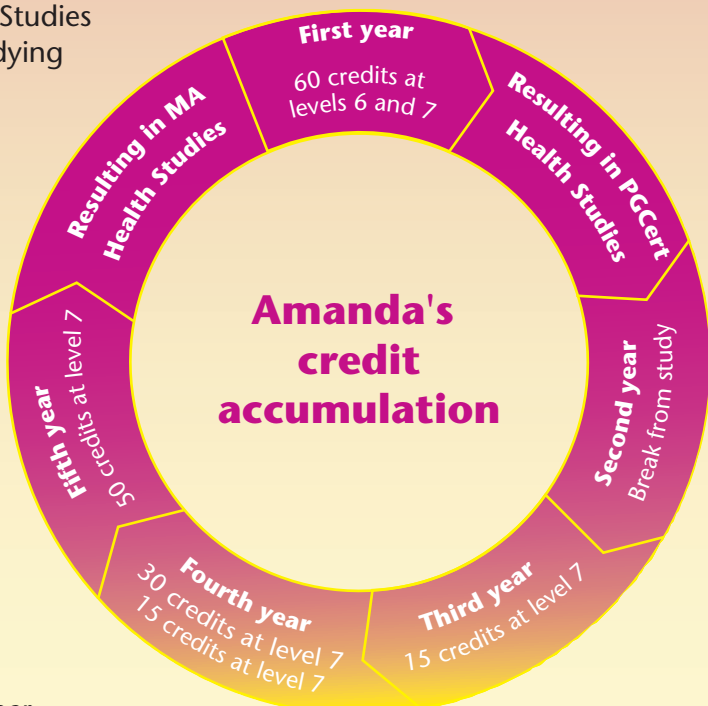 Studies
dying
First year
60 credits at
levels 6 and 7
Resulting in PGCert
Health Studies
Second year
Break from study
Third year
15 credits at level 7
Fourth year
30 credits at level 7
15 credits at level 7
Fifth year
50 credits at level 7
Resulting in MA
Health Studies
Amanda's
credit
accumulation